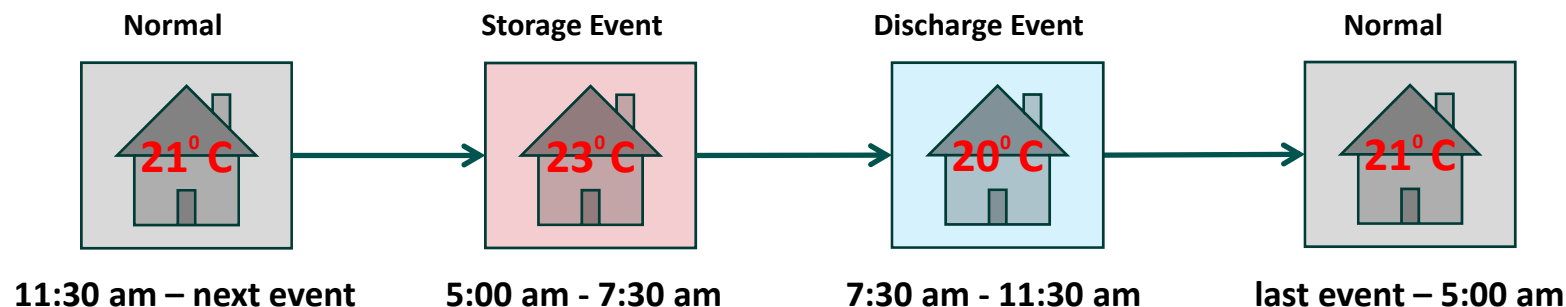 Normal
Storage Event
Discharge Event
Normal
21⁰ C
23⁰ C
20⁰ C
21⁰ C
11:30 am – next event
5:00 am - 7:30 am
7:30 am - 11:30 am
last event – 5:00 am